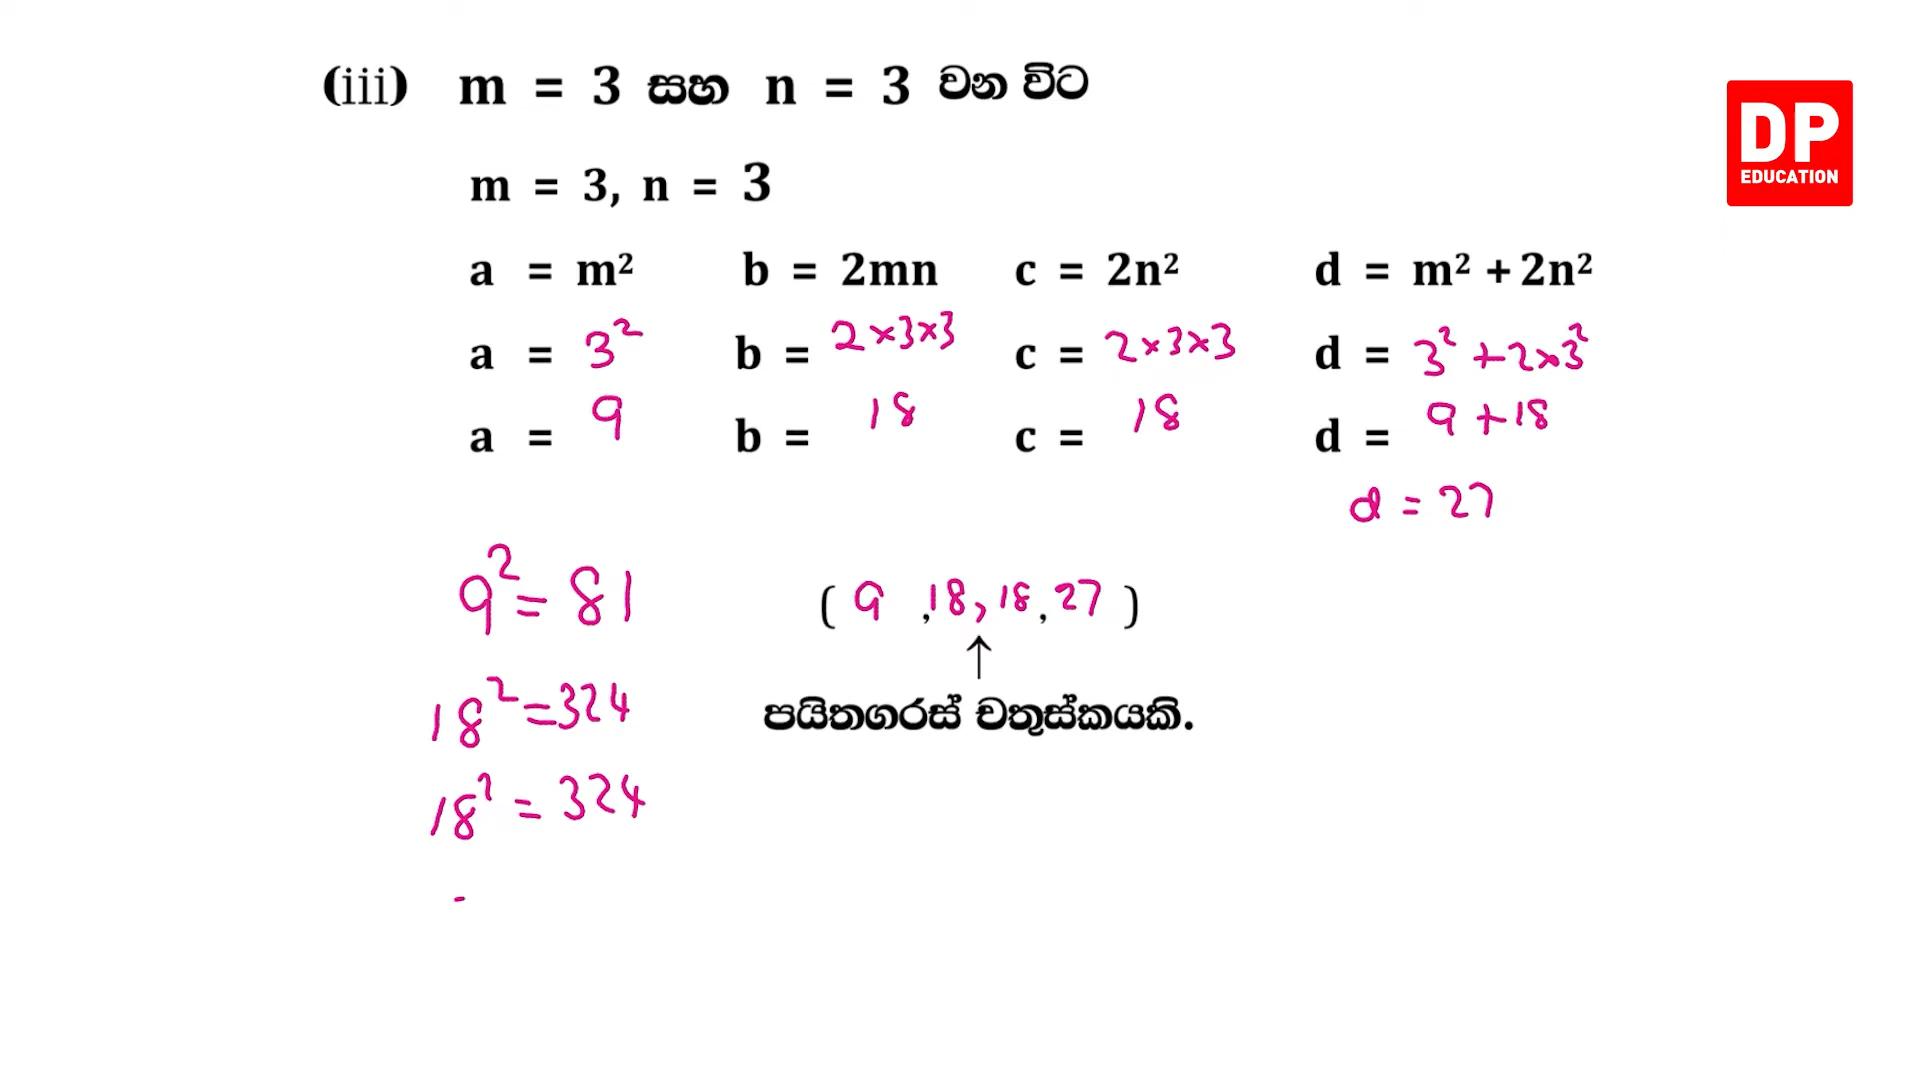 (iii) m = 3 සහ n = 3 වන විට
DP
EDUCATION
m = 3, n = 3
a = m² b = 2mn c = 2n² d = m² + 2n²
a = 3² b = 2×3×3 c = 2×3×3 d = 3² + 2×3²
a = 9 b = 18 c = 18 d = 9 + 18
d = 27
9² = 81 ( 9 ,18, 18, 27 )
↑
18² = 324 පයිතගරස් චතුස්කයකි.
18² = 324